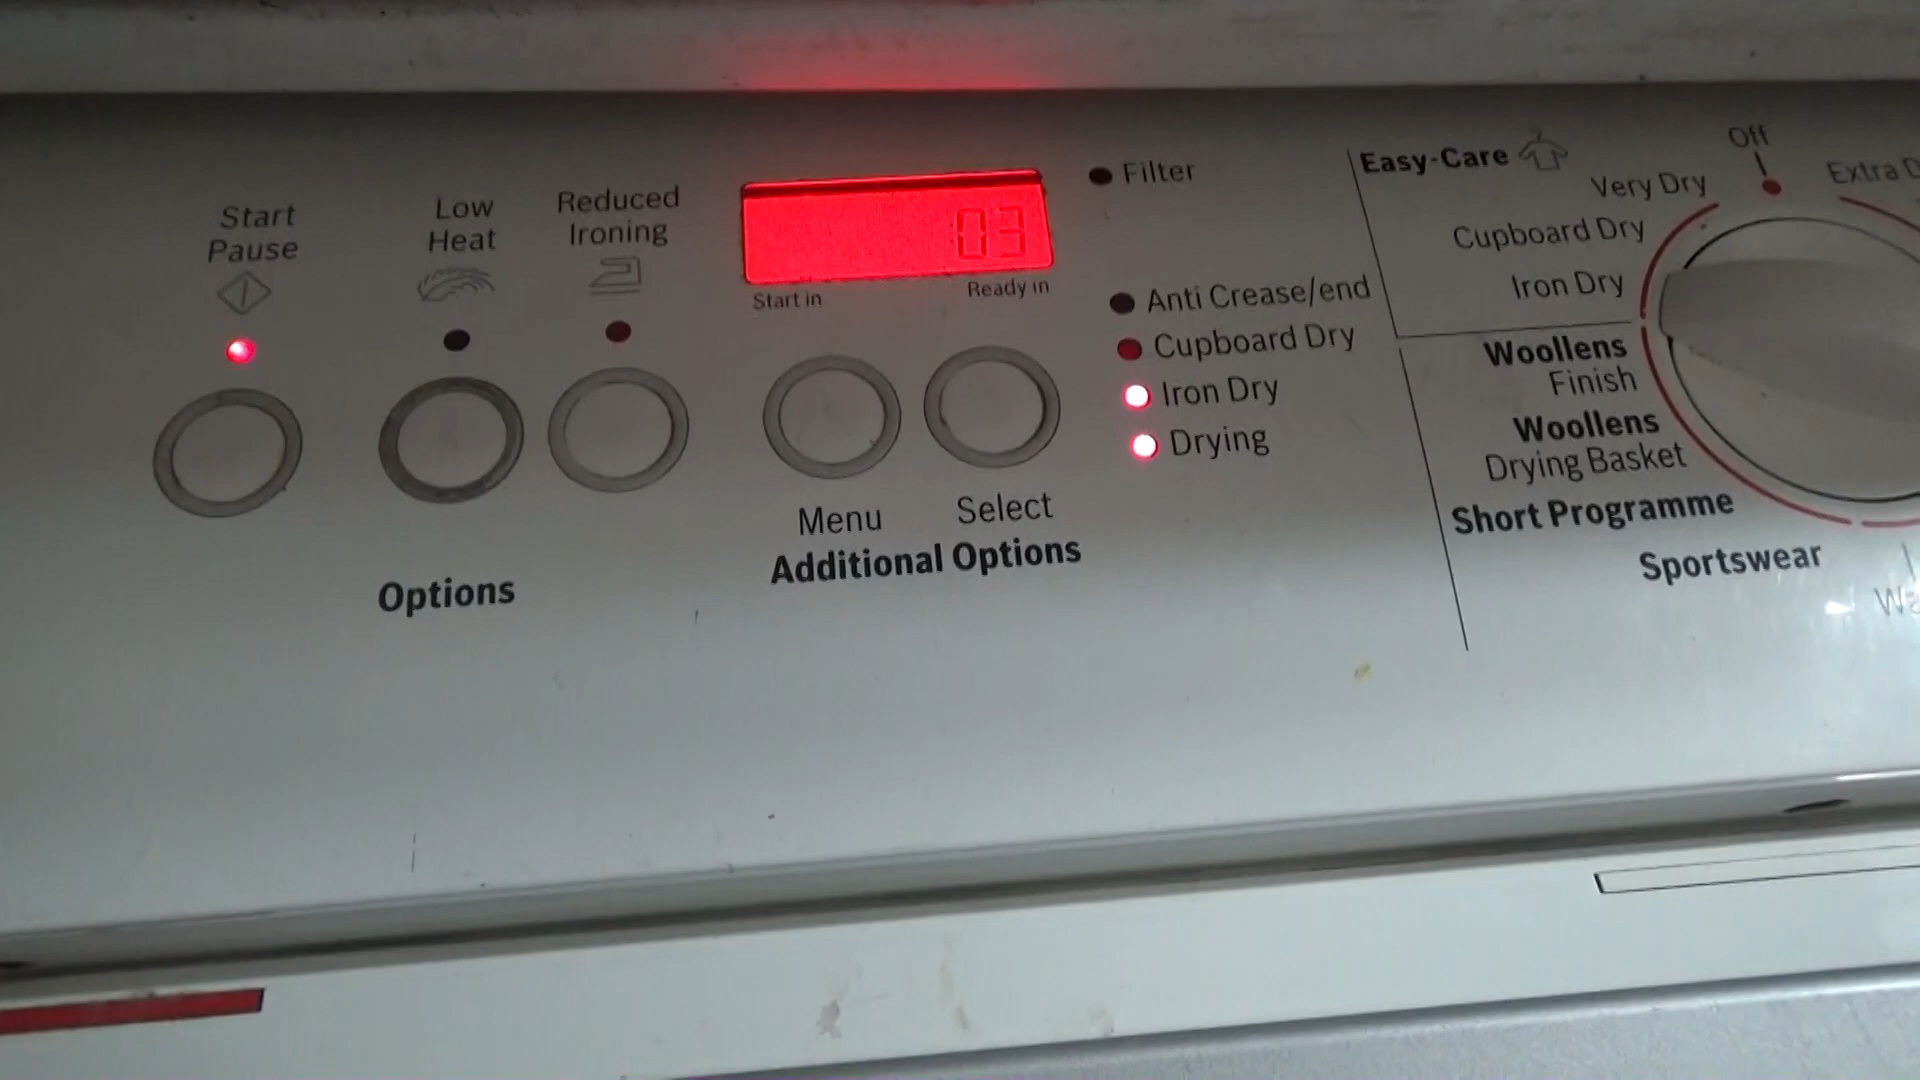 Start
Pause
Low
Heat
Reduced
Ironing
03
Start in
Ready in
Filter
Anti Crease/end
Cupboard Dry
Iron Dry
Drying
Menu
Select
Additional Options
Options
Easy-Care
Off
Very Dry
Extra
Cupboard Dry
Iron Dry
Woollens
Finish
Woollens
Drying Basket
Short Programme
Sportswear